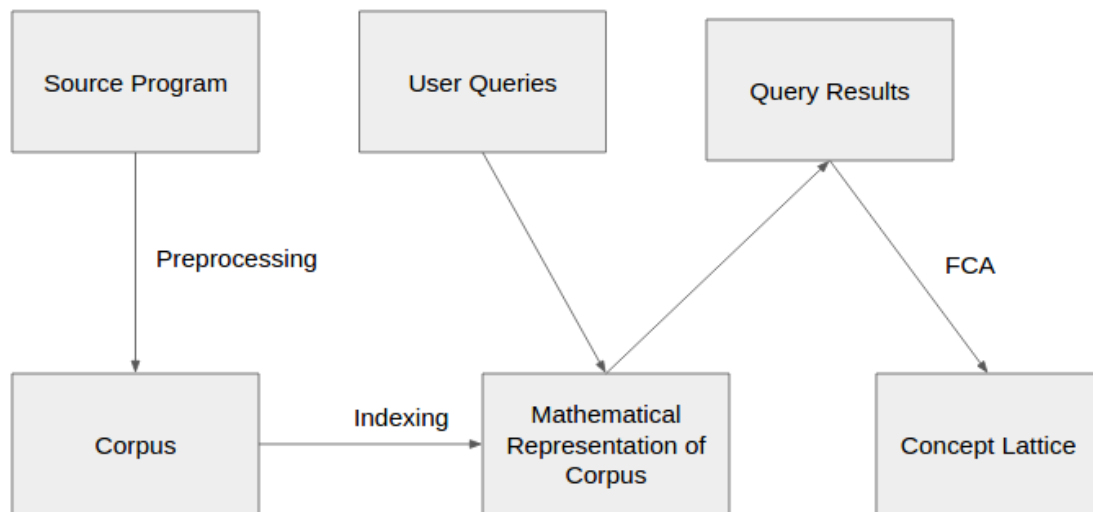 Source Program
User Queries
Query Results
Preprocessing
FCA
Indexing
Corpus
Mathematical
Representation of
Corpus
Concept Lattice